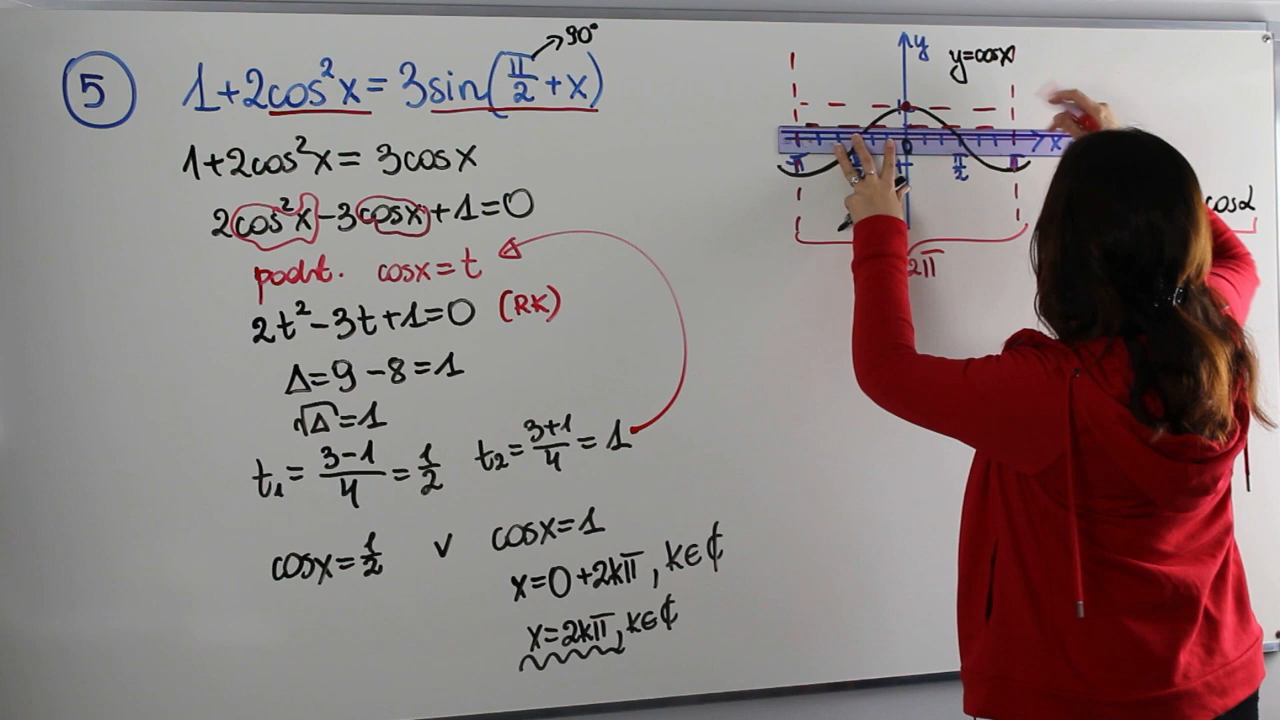 5
1+2cos²x = 3sin(π/2 + x)
90°
1+2cos²x = 3cosx
2cos²x - 3cosx + 1 = 0
podst. cosx = t
2t² - 3t + 1 = 0 (RK)
Δ = 9 - 8 = 1
√Δ = 1
t₁ = (3-1)/4 = 1/2 t₂ = (3+1)/4 = 1
cosx = 1/2 v cosx = 1
x = 0 + 2kπ, k∈ℂ
x = 2kπ, k∈ℂ
y
y = cosx
x
0
-π
π/2
π
2π
cosα